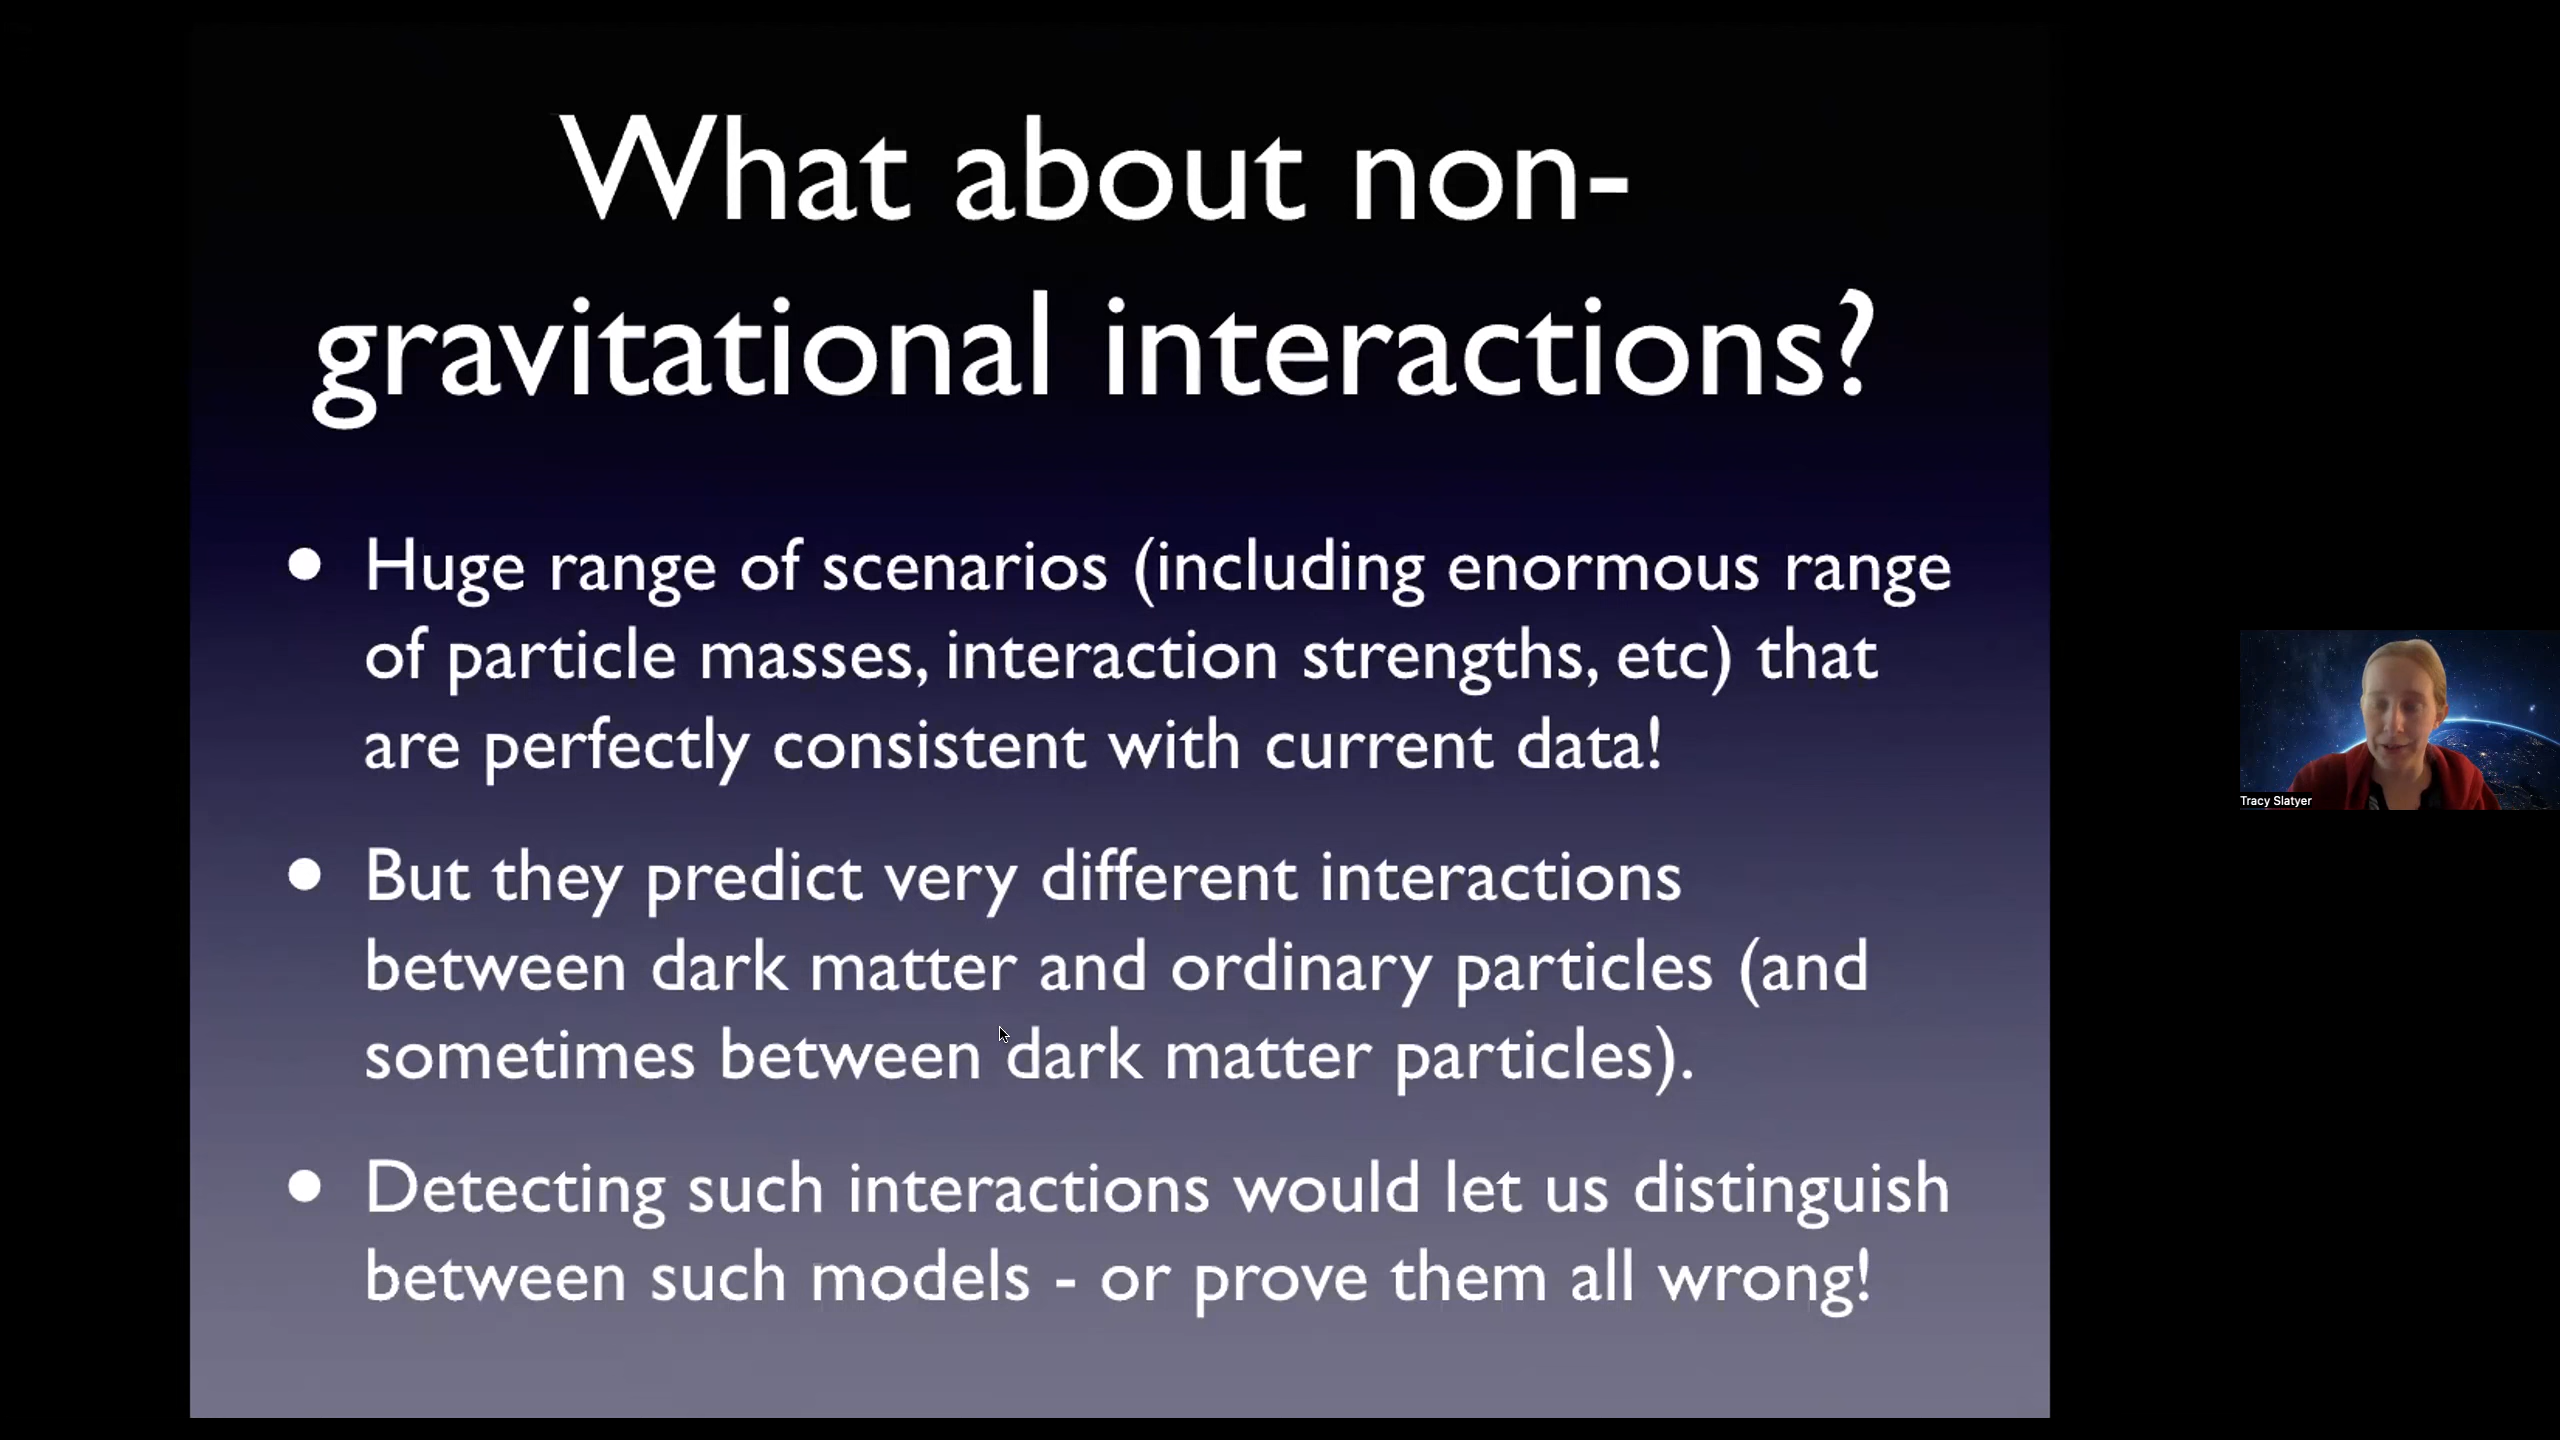 What about non-
gravitational interactions?
• Huge range of scenarios (including enormous range
of particle masses, interaction strengths, etc) that
are perfectly consistent with current data!
• But they predict very different interactions
between dark matter and ordinary particles (and
sometimes between dark matter particles).
• Detecting such interactions would let us distinguish
between such models - or prove them all wrong!
Tracy Slatyer